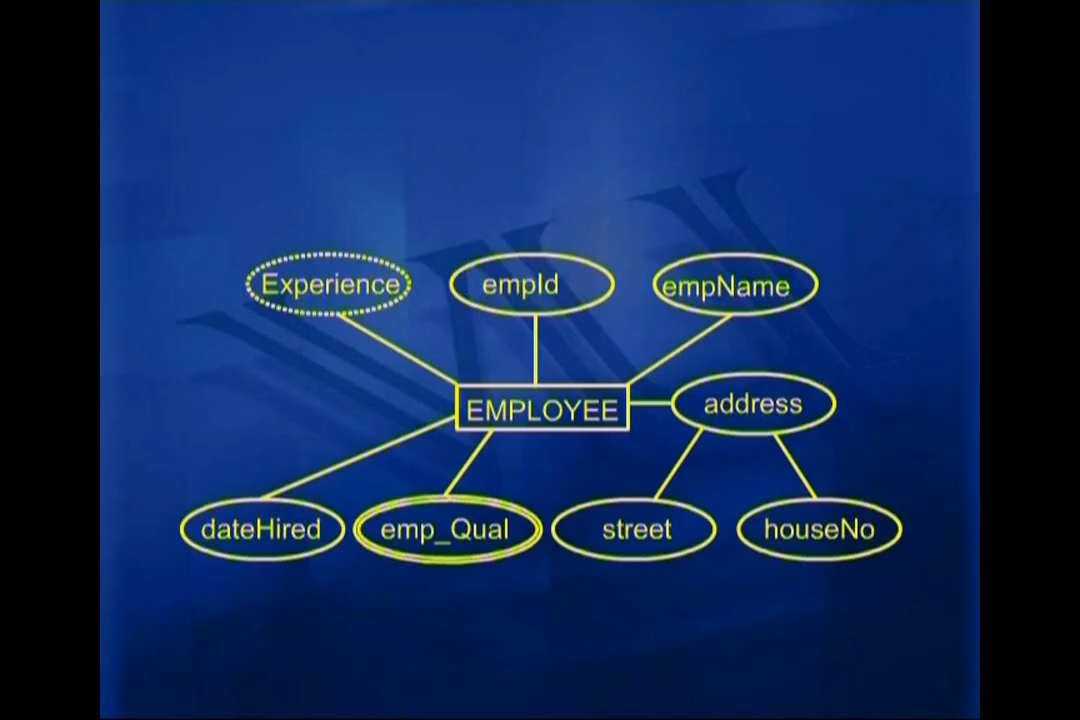 Experience
empId
empName
EMPLOYEE
address
dateHired
emp_Qual
street
houseNo